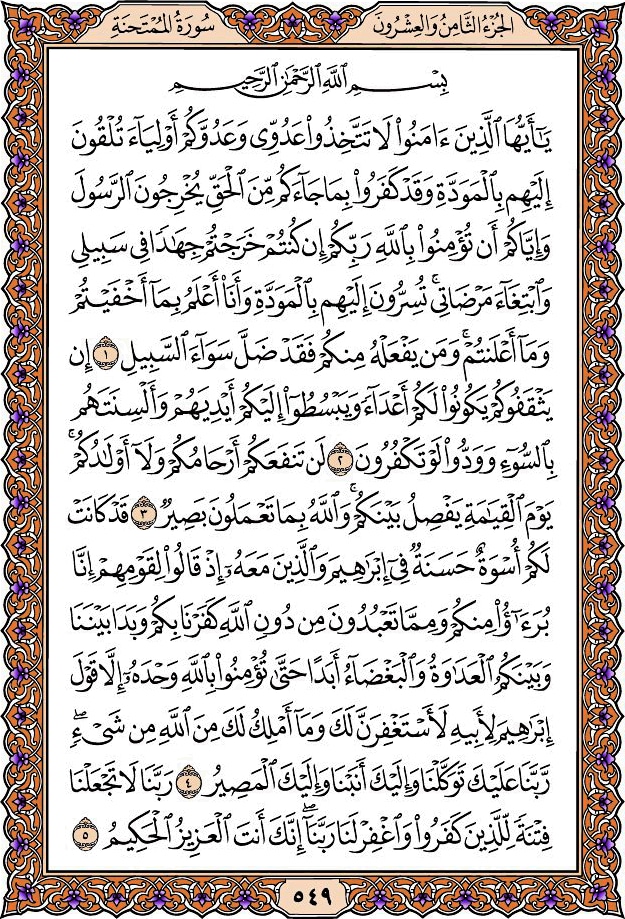 الجُزْءُ الثَّامِنُ وَالعِشْرُونَ سُورَةُ المُمْتَحنَةِ
بِسْمِ ٱللَّهِ ٱلرَّحْمَٰنِ ٱلرَّحِيمِ
يَٰٓأَيُّهَا ٱلَّذِينَ ءَامَنُوا۟ لَا تَتَّخِذُوا۟ عَدُوِّى وَعَدُوَّكُمْ أَوْلِيَآءَ تُلْقُونَ
إِلَيْهِم بِٱلْمَوَدَّةِ وَقَدْ كَفَرُوا۟ بِمَا جَآءَكُم مِّنَ ٱلْحَقِّ يُخْرِجُونَ ٱلرَّسُولَ
وَإِيَّاكُمْ أَن تُؤْمِنُوا۟ بِٱللَّهِ رَبِّكُمْ إِن كُنتُمْ خَرَجْتُمْ جِهَٰدًا فِى سَبِيلِى
وَٱبْتِغَآءَ مَرْضَاتِى ۚ تُسِرُّونَ إِلَيْهِم بِٱلْمَوَدَّةِ وَأَنَا۠ أَعْلَمُ بِمَآ أَخْفَيْتُمْ
وَمَآ أَعْلَنتُمْ ۚ وَمَن يَفْعَلْهُ مِنكُمْ فَقَدْ ضَلَّ سَوَآءَ ٱلسَّبِيلِ ١ إِن
يَثْقَفُوكُمْ يَكُونُوا۟ لَكُمْ أَعْدَآءً وَيَبْسُطُوٓا۟ إِلَيْكُمْ أَيْدِيَهُمْ وَأَلْسِنَتَهُم
بِٱلسُّوٓءِ وَوَدُّوا۟ لَوْ تَكْفُرُونَ ٢ لَن تَنفَعَكُمْ أَرْحَامُكُمْ وَلَآ أَوْلَٰدُكُمْ ۚ
يَوْمَ ٱلْقِيَٰمَةِ يَفْصِلُ بَيْنَكُمْ ۚ وَٱللَّهُ بِمَا تَعْمَلُونَ بَصِيرٌ ٣ قَدْ كَانَتْ
لَكُمْ أُسْوَةٌ حَسَنَةٌ فِىٓ إِبْرَٰهِيمَ وَٱلَّذِينَ مَعَهُۥٓ إِذْ قَالُوا۟ لِقَوْمِهِمْ إِنَّا
بُرَءَٰٓؤُا۟ مِنكُمْ وَمِمَّا تَعْبُدُونَ مِن دُونِ ٱللَّهِ كَفَرْنَا بِكُمْ وَبَدَا بَيْنَنَا
وَبَيْنَكُمُ ٱلْعَدَٰوَةُ وَٱلْبَغْضَآءُ أَبَدًا حَتَّىٰ تُؤْمِنُوا۟ بِٱللَّهِ وَحْدَهُۥٓ إِلَّا قَوْلَ
إِبْرَٰهِيمَ لِأَبِيهِ لَأَسْتَغْفِرَنَّ لَكَ وَمَآ أَمْلِكُ لَكَ مِنَ ٱللَّهِ مِن شَىْءٍ ۖ
رَّبَّنَا عَلَيْكَ تَوَكَّلْنَا وَإِلَيْكَ أَنَبْنَا وَإِلَيْكَ ٱلْمَصِيرُ ٤ رَبَّنَا لَا تَجْعَلْنَا
فِتْنَةً لِّلَّذِينَ كَفَرُوا۟ وَٱغْفِرْ لَنَا رَبَّنَآ ۖ إِنَّكَ أَنتَ ٱلْعَزِيزُ ٱلْحَكِيمُ ٥
٥٤٩